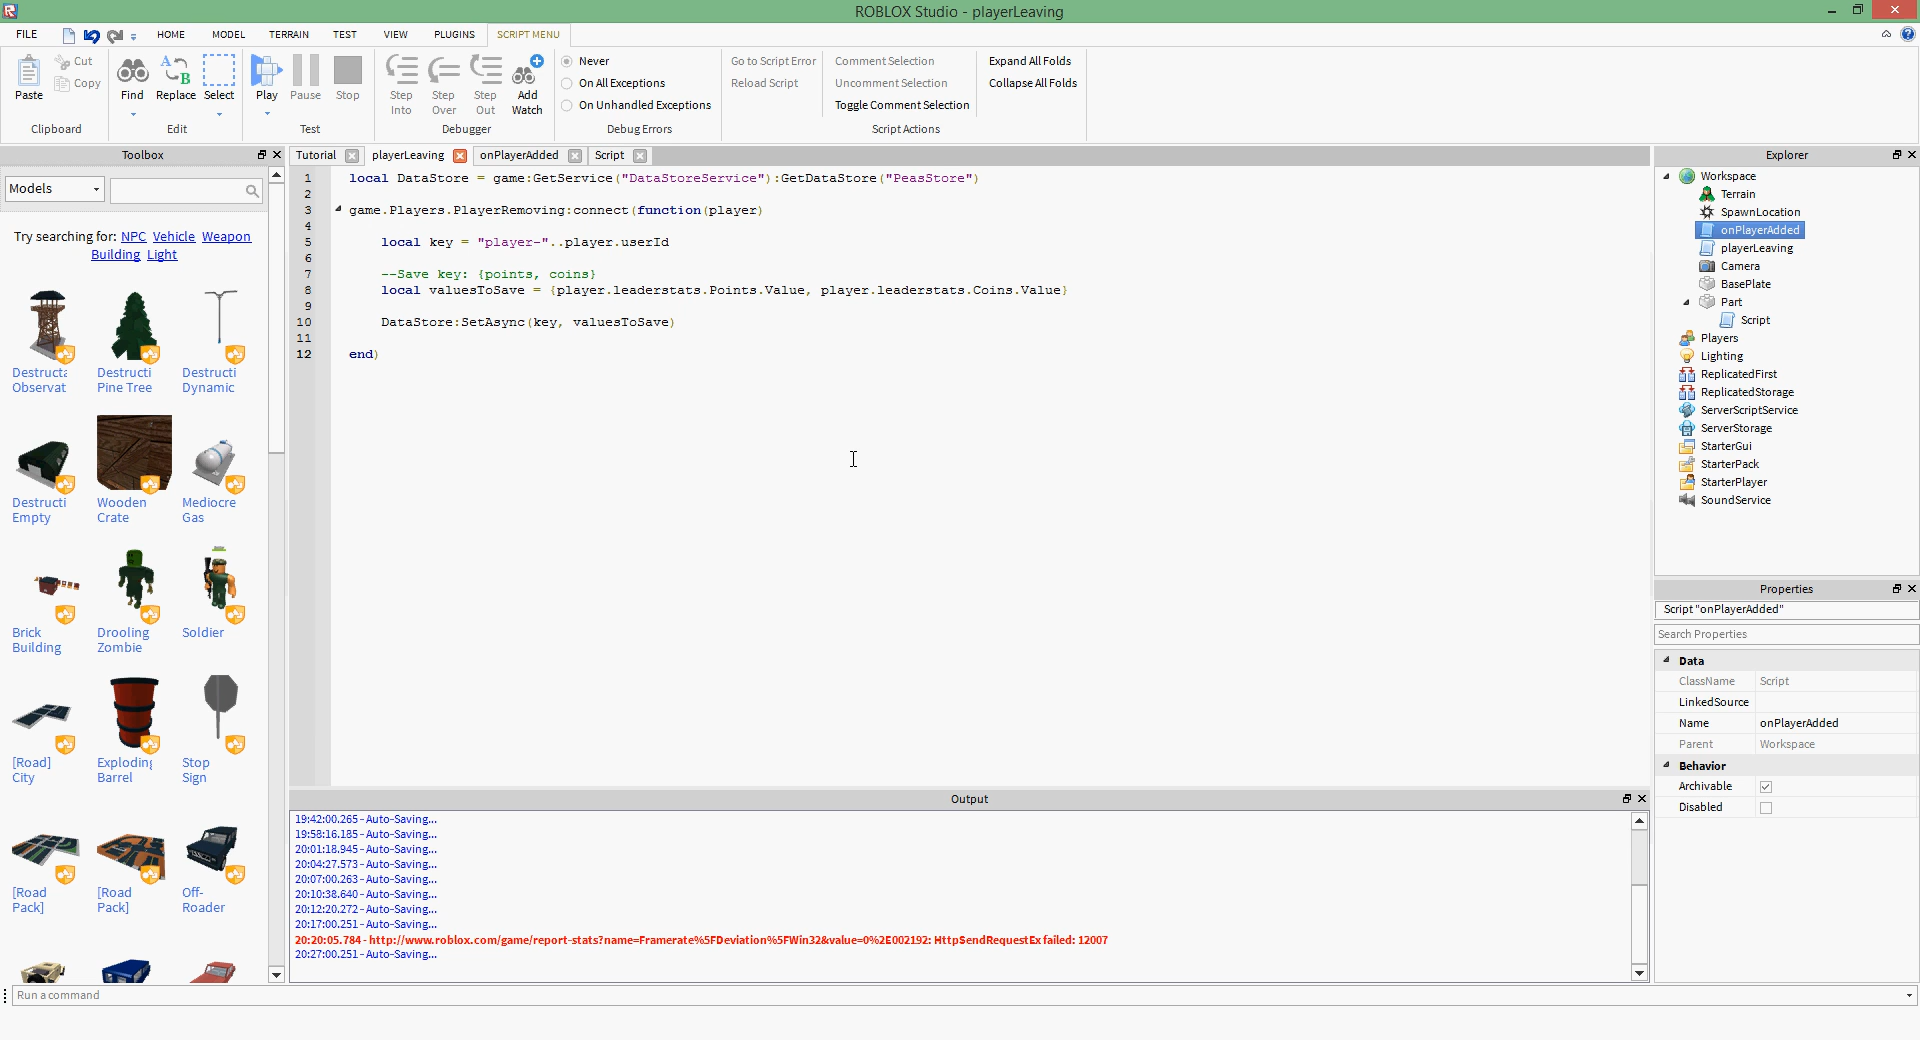 ROBLOX Studio - playerLeaving
FILE HOME MODEL TERRAIN TEST VIEW PLUGINS SCRIPT MENU
Paste Cut Copy
Clipboard
Find Replace Select
Edit
Play Pause Stop
Test
Step Into Step Over Step Out Add Watch
Debugger
Never
On All Exceptions
On Unhandled Exceptions
Debug Errors
Go to Script Error Comment Selection Expand All Folds
Reload Script Uncomment Selection Collapse All Folds
Toggle Comment Selection
Script Actions
Toolbox
Models
Try searching for: NPC Vehicle Weapon
Building Light
Destructa Destructi Destructi
Observat Pine Tree Dynamic
Destructi Wooden Mediocre
Empty Crate Gas
Brick Drooling Soldier
Building Zombie
[Road] Exploding Stop
City Barrel Sign
[Road [Road Off-
Pack] Pack] Roader
Tutorial playerLeaving onPlayerAdded Script
1 local DataStore = game:GetService("DataStoreService"):GetDataStore("PeasStore")
2
3 game.Players.PlayerRemoving:connect(function(player)
4
5 local key = "player-"..player.userId
6
7 --Save key: {points, coins}
8 local valuesToSave = {player.leaderstats.Points.Value, player.leaderstats.Coins.Value}
9
10 DataStore:SetAsync(key, valuesToSave)
11
12 end)
Output
19:42:00.265 - Auto-Saving...
19:58:16.185 - Auto-Saving...
20:01:18.945 - Auto-Saving...
20:04:27.573 - Auto-Saving...
20:07:00.263 - Auto-Saving...
20:10:38.640 - Auto-Saving...
20:12:20.272 - Auto-Saving...
20:17:00.251 - Auto-Saving...
20:20:05.784 - http://www.roblox.com/game/report-stats?name=Framerate%5FDeviation%5FWin32&value=0%2E002192: HttpSendRequestEx failed: 12007
20:27:00.251 - Auto-Saving...
Explorer
Workspace
Terrain
SpawnLocation
onPlayerAdded
playerLeaving
Camera
BasePlate
Part
Script
Players
Lighting
ReplicatedFirst
ReplicatedStorage
ServerScriptService
ServerStorage
StarterGui
StarterPack
StarterPlayer
SoundService
Properties
Script "onPlayerAdded"
Search Properties
Data
ClassName Script
LinkedSource
Name onPlayerAdded
Parent Workspace
Behavior
Archivable
Disabled
Run a command